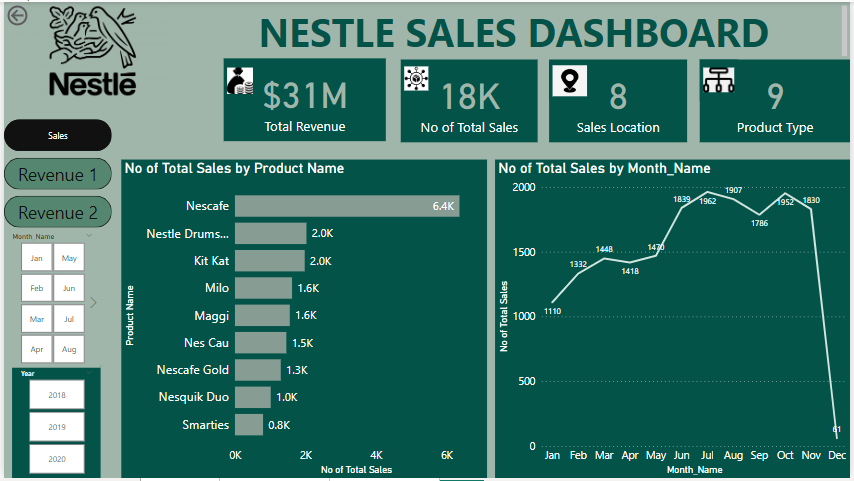 NESTLE SALES DASHBOARD
Nestlé
$31M
Total Revenue
18K
No of Total Sales
8
Sales Location
9
Product Type
Sales
Revenue 1
Revenue 2
Month_Name
Jan May
Feb Jun
Mar Jul
Apr Aug
Year
2018
2019
2020
No of Total Sales by Product Name
Product Name
Nescafe 6.4K
Nestle Drums... 2.0K
Kit Kat 2.0K
Milo 1.6K
Maggi 1.6K
Nes Cau 1.5K
Nescafe Gold 1.3K
Nesquik Duo 1.0K
Smarties 0.8K
0K 2K 4K 6K
No of Total Sales
No of Total Sales by Month_Name
No of Total Sales
2000
1500
1000
500
0
1110
1332
1448
1418
1470
1839
1962
1907
1786
1952
1830
61
Jan Feb Mar Apr May Jun Jul Aug Sep Oct Nov Dec
Month_Name